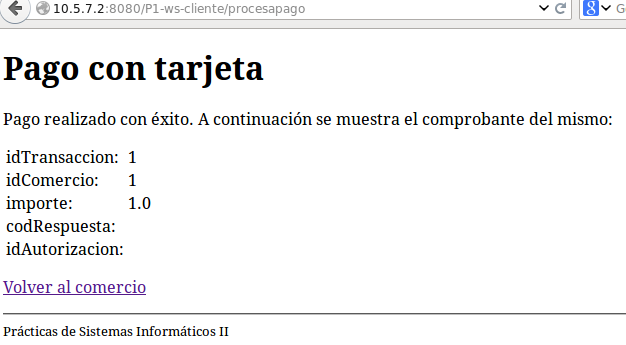 10.5.7.2:8080/P1-ws-cliente/procesapago
Pago con tarjeta
Pago realizado con éxito. A continuación se muestra el comprobante del mismo:
idTransaccion: 1
idComercio: 1
importe: 1.0
codRespuesta:
idAutorizacion:
Volver al comercio
Prácticas de Sistemas Informáticos II